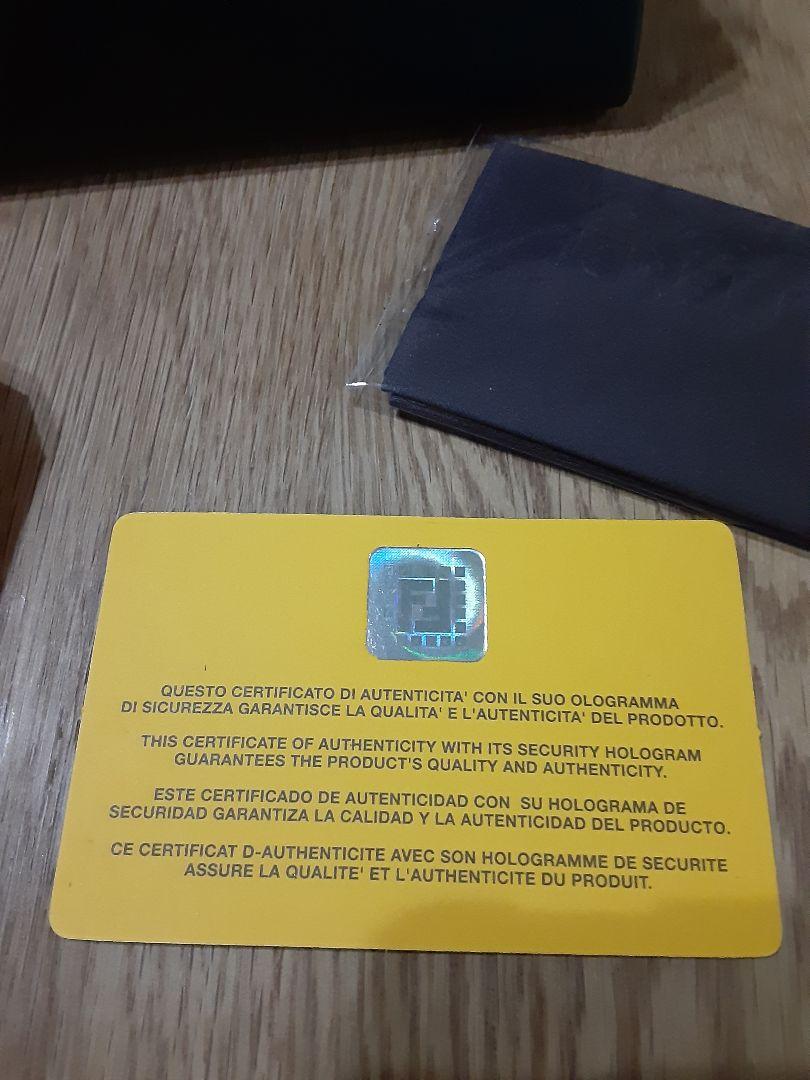 QUESTO CERTIFICATO DI AUTENTICITA' CON IL SUO OLOGRAMMA
DI SICUREZZA GARANTISCE LA QUALITA' E L'AUTENTICITA' DEL PRODOTTO.
THIS CERTIFICATE OF AUTHENTICITY WITH ITS SECURITY HOLOGRAM
GUARANTEES THE PRODUCT'S QUALITY AND AUTHENTICITY.
ESTE CERTIFICADO DE AUTENTICIDAD CON SU HOLOGRAMA DE
SECURIDAD GARANTIZA LA CALIDAD Y LA AUTENTICIDAD DEL PRODUCTO.
CE CERTIFICAT D-AUTHENTICITE AVEC SON HOLOGRAMME DE SECURITE
ASSURE LA QUALITE' ET L'AUTHENTICITE DU PRODUIT.